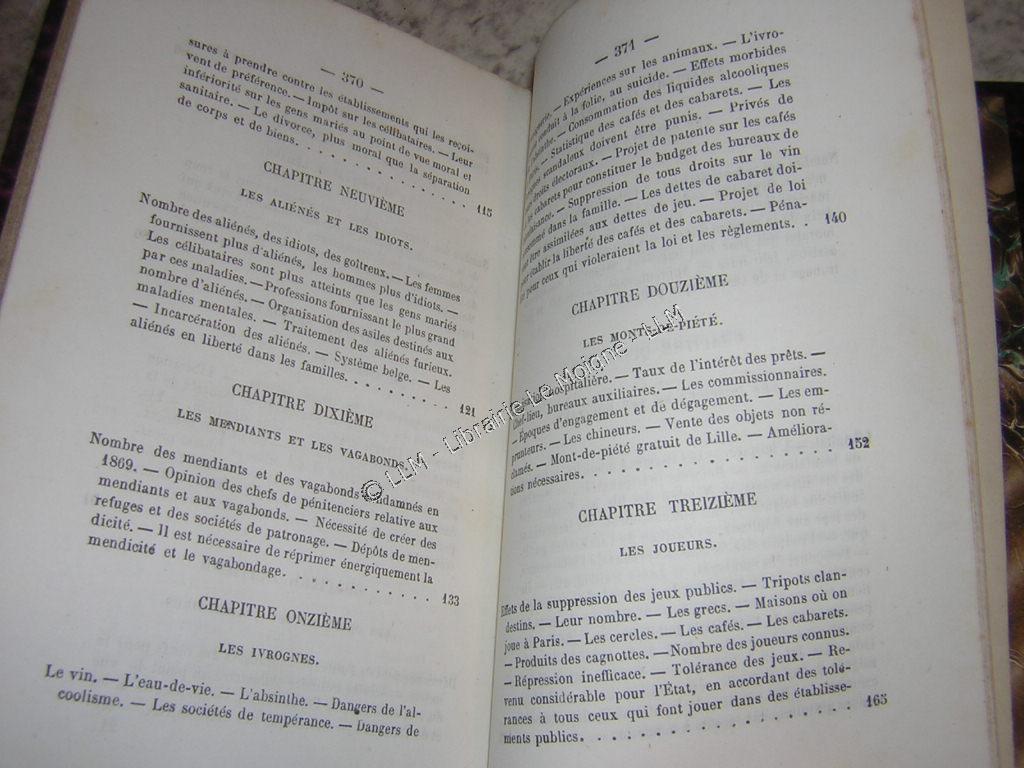 — 370 —
sures à prendre contre les établissements qui les reçoi-
vent de préférence. — Impôt sur les célibataires. — Leur
infériorité sur les gens mariés au point de vue moral et
sanitaire. — Le divorce, plus moral que la séparation
de corps et de biens. . . . . . . . . . . . . 115
CHAPITRE NEUVIÈME
LES ALIÉNÉS ET LES IDIOTS.
Nombre des aliénés, des idiots, des goîtreux. — Les femmes
fournissent plus d'aliénés, les hommes plus d'idiots. —
Les célibataires sont plus atteints que les gens mariés
par ces maladies. — Professions fournissant le plus grand
nombre d'aliénés. — Organisation des asiles destinés aux
maladies mentales. — Traitement des aliénés furieux.
— Incarcération des aliénés. — Système belge. — Les
aliénés en liberté dans les familles. . . . . . . . 121
CHAPITRE DIXIÈME
LES MENDIANTS ET LES VAGABONDS.
Nombre des mendiants et des vagabonds condamnés en
1869. — Opinion des chefs de pénitenciers relative aux
mendiants et aux vagabonds. — Nécessité de créer des
refuges et des sociétés de patronage. — Dépôts de men-
dicité. — Il est nécessaire de réprimer énergiquement la
mendicité et le vagabondage. . . . . . . . . . 133
CHAPITRE ONZIÈME
LES IVROGNES.
Le vin. — L'eau-de-vie. — L'absinthe. — Dangers de l'al-
coolisme. — Les sociétés de tempérance. — Dangers de
— 371 —
— Expériences sur les animaux. — L'ivro-
conduit à la folie, au suicide. — Effets morbides
— Consommation des liquides alcooliques
— Statistique des cafés et des cabarets. — Les
scandaleux doivent être punis. — Privés de
droits électoraux. — Projet de patente sur les cafés
cabarets pour constituer le budget des bureaux de
— Suppression de tous droits sur le vin
dans la famille. — Les dettes de cabaret doi-
être assimilées aux dettes de jeu. — Projet de loi
établir la liberté des cafés et des cabarets. — Péna-
pour ceux qui violeraient la loi et les règlements. . 140
CHAPITRE DOUZIÈME
LES MONTS-DE-PIÉTÉ.
hospitalière. — Taux de l'intérêt des prêts. —
Chef-lieu, bureaux auxiliaires. — Les commissionnaires.
— Époques d'engagement et de dégagement. — Les em-
prunteurs. — Les chineurs. — Vente des objets non ré-
clamés. — Mont-de-piété gratuit de Lille. — Améliora-
tions nécessaires. . . . . . . . . . . . . . . 152
CHAPITRE TREIZIÈME
LES JOUEURS.
Effets de la suppression des jeux publics. — Tripots clan-
destins. — Leur nombre. — Les grecs. — Maisons où on
joue à Paris. — Les cercles. — Les cafés. — Les cabarets.
— Produits des cagnottes. — Nombre des joueurs connus.
— Répression inefficace. — Tolérance des jeux. — Re-
venu considérable pour l'État, en accordant des tolé-
rances à tous ceux qui font jouer dans des établisse-
ments publics. . . . . . . . . . . . . . . . 165
© LLM - Librairie Le Moigne - LLM